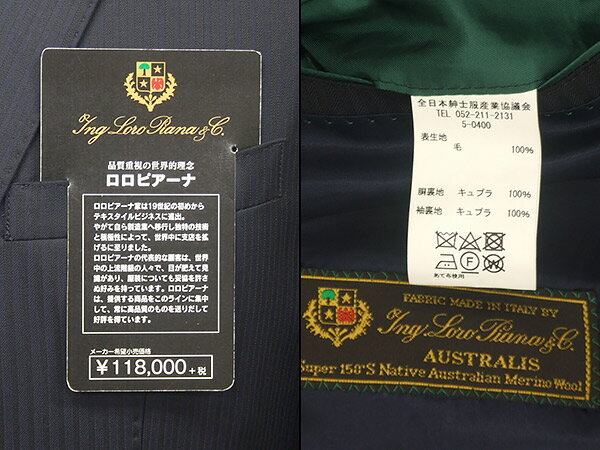 Ing. Loro Piana & C.
品質重視の世界的理念
ロロピアーナ
ロロピアーナ家は19世紀の初めから
テキスタイルビジネスに進出。
やがて自ら製造業へ移行し独特の技術
と積極性によって、世界中に支店を拡
げるに至りました。
ロロピアーナの代表的な顧客は、世界
中の上流階級の人々で、目が肥えて見
識があり、服装についても妥協を許さ
ぬ好みを持っています。ロロピアーナ
は、提供する商品をこのラインに集中
して、常に高品質のものを送りだして
好評を得ています。
メーカー希望小売価格
¥118,000+税
全日本紳士服産業協議会
TEL 052-211-2131
5-0400
表生地
毛 100%
胴裏地 キュプラ 100%
袖裏地 キュプラ 100%
あて布使用
FABRIC MADE IN ITALY BY
Ing. Loro Piana & C.
AUSTRALIS
Super 150'S Native Australian Merino Wool